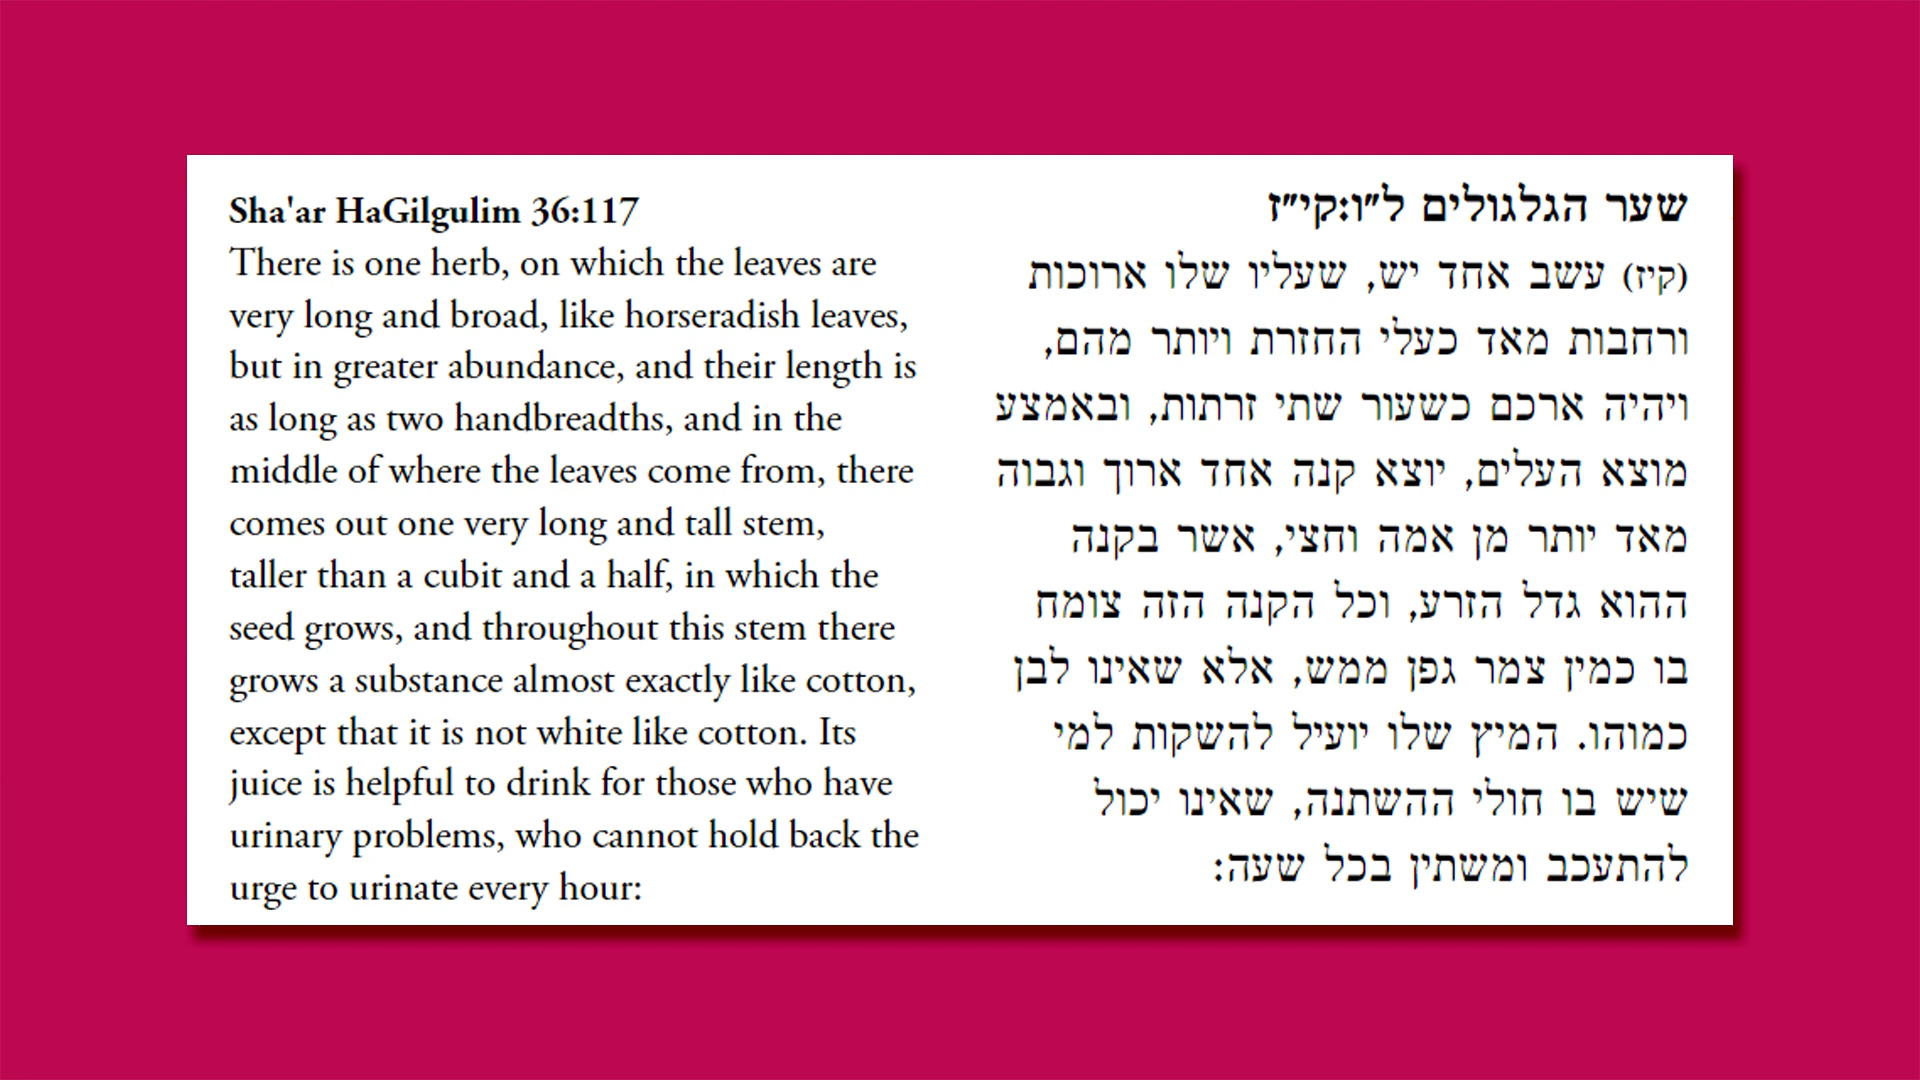 Sha'ar HaGilgulim 36:117
There is one herb, on which the leaves are
very long and broad, like horseradish leaves,
but in greater abundance, and their length is
as long as two handbreadths, and in the
middle of where the leaves come from, there
comes out one very long and tall stem,
taller than a cubit and a half, in which the
seed grows, and throughout this stem there
grows a substance almost exactly like cotton,
except that it is not white like cotton. Its
juice is helpful to drink for those who have
urinary problems, who cannot hold back the
urge to urinate every hour:
שער הגלגולים ל״ו:קי״ז
(קיז) עשב אחד יש, שעליו שלו ארוכות
ורחבות מאד כעלי החזרת ויותר מהם,
ויהיה ארכם כשעור שתי זרתות, ובאמצע
מוצא העלים, יוצא קנה אחד ארוך וגבוה
מאד יותר מן אמה וחצי, אשר בקנה
ההוא גדל הזרע, וכל הקנה הזה צומח
בו כמין צמר גפן ממש, אלא שאינו לבן
כמוהו. המיץ שלו יועיל להשקות למי
שיש בו חולי ההשתנה, שאינו יכול
להתעכב ומשתין בכל שעה: